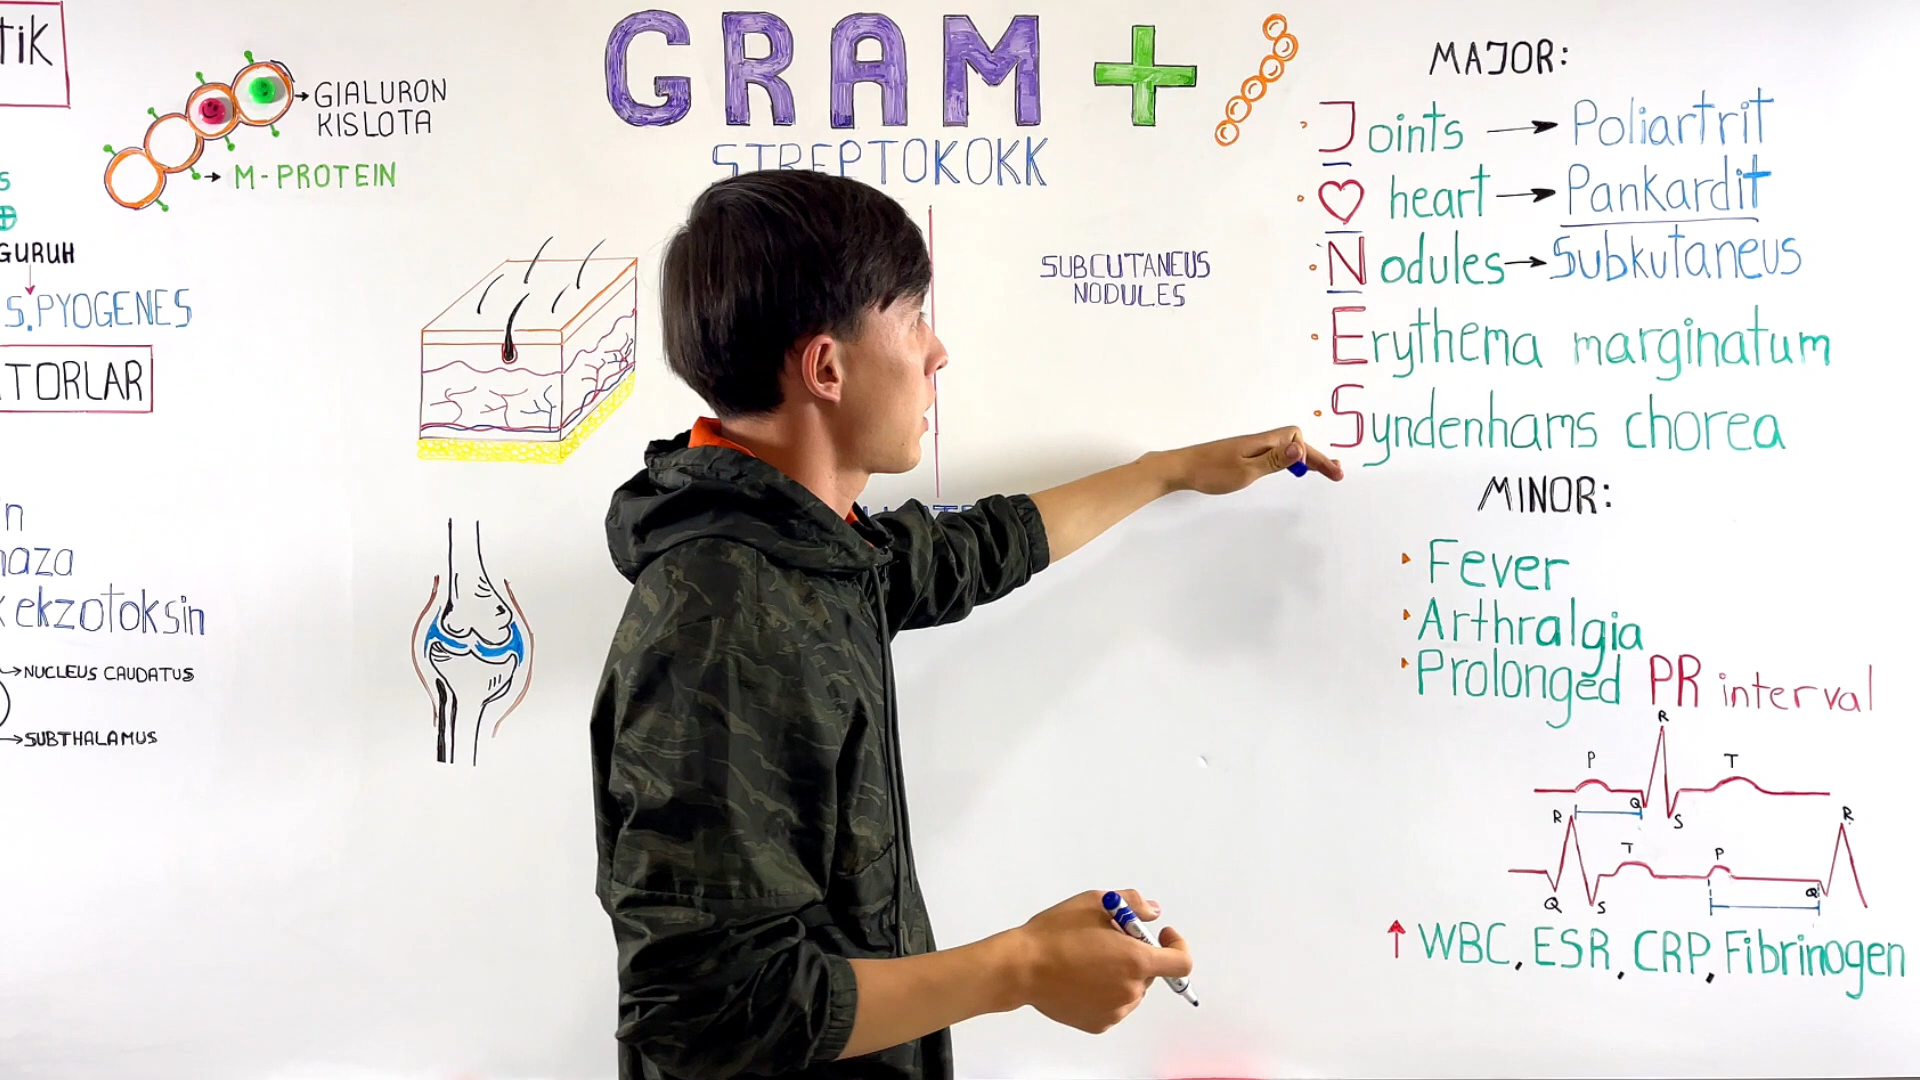 TIK
GIALURON
KISLOTA
M-PROTEIN
S
GURUH
S.PYOGENES
TORLAR
ekzotoksin
NUCLEUS CAUDATUS
SUBTHALAMUS
GRAM +
STREPTOKOKK
SUBCUTANEUS
NODULES
MAJOR:
Joints → Poliartrit
♡ heart → Pankardit
Nodules → Subkutaneus
Erythema marginatum
Syndenhams chorea
MINOR:
Fever
Arthralgia
Prolonged PR interval
P Q R S T
R Q S T P Q R
↑ WBC, ESR, CRP, Fibrinogen